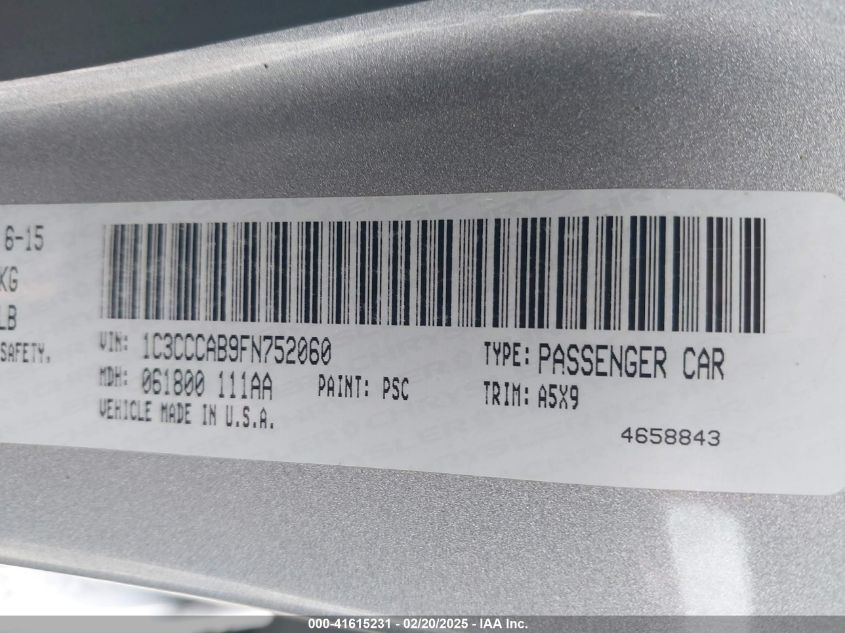 6-15
KG
LB
SAFETY.
VIN: 1C3CCCAB9FN752060
TYPE: PASSENGER CAR
MDH: 061800 111AA
PAINT: PSC
TRIM: A5X9
VEHICLE MADE IN U.S.A.
4658843
000-41615231 - 02/20/2025 - IAA Inc.